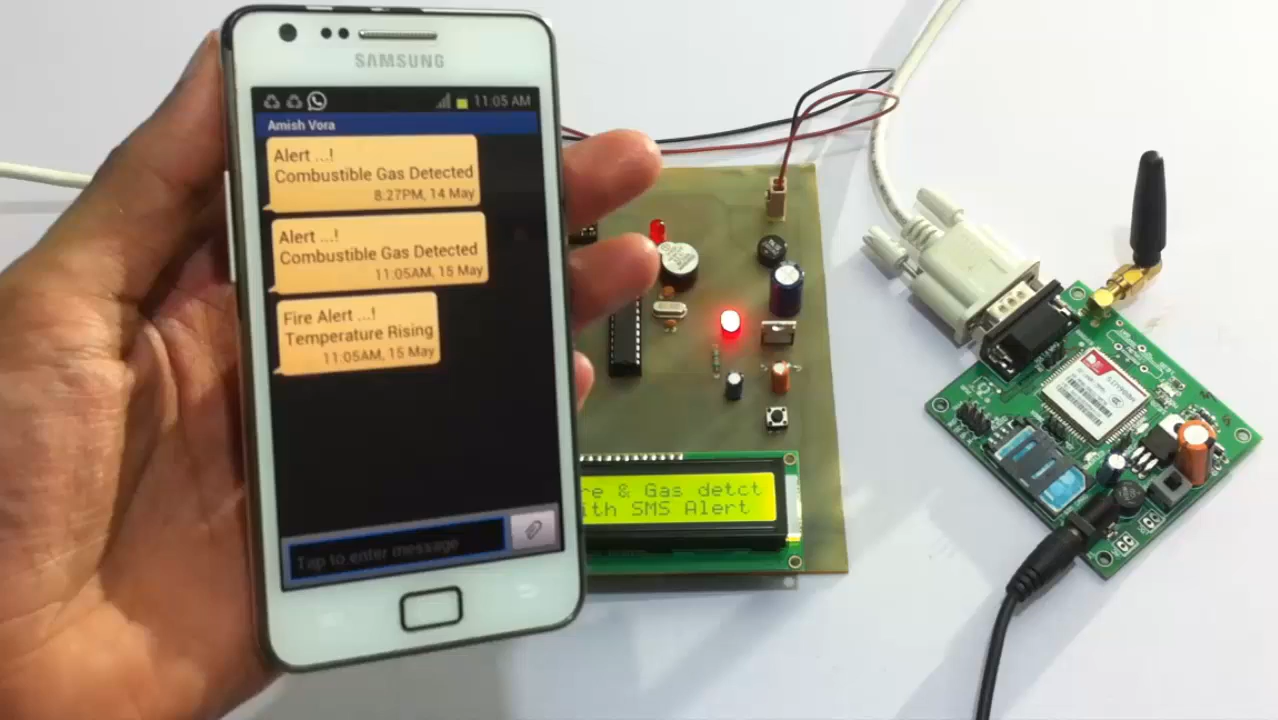 SAMSUNG
11:05 AM
Amish Vora
Alert ...!
Combustible Gas Detected
8:27PM, 14 May
Alert ...!
Combustible Gas Detected
11:05AM, 15 May
Fire Alert ...!
Temperature Rising
11:05AM, 15 May
Tap to enter message
re & Gas detct
ith SMS Alert